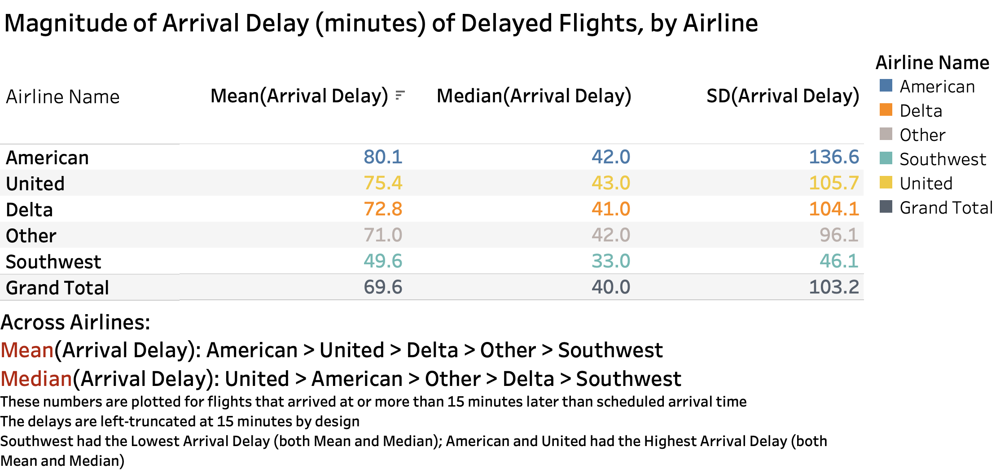 Magnitude of Arrival Delay (minutes) of Delayed Flights, by Airline
Airline Name Mean(Arrival Delay) Median(Arrival Delay) SD(Arrival Delay)
American 80.1 42.0 136.6
United 75.4 43.0 105.7
Delta 72.8 41.0 104.1
Other 71.0 42.0 96.1
Southwest 49.6 33.0 46.1
Grand Total 69.6 40.0 103.2
Airline Name
American
Delta
Other
Southwest
United
Grand Total
Across Airlines:
Mean(Arrival Delay): American > United > Delta > Other > Southwest
Median(Arrival Delay): United > American > Other > Delta > Southwest
These numbers are plotted for flights that arrived at or more than 15 minutes later than scheduled arrival time
The delays are left-truncated at 15 minutes by design
Southwest had the Lowest Arrival Delay (both Mean and Median); American and United had the Highest Arrival Delay (both
Mean and Median)